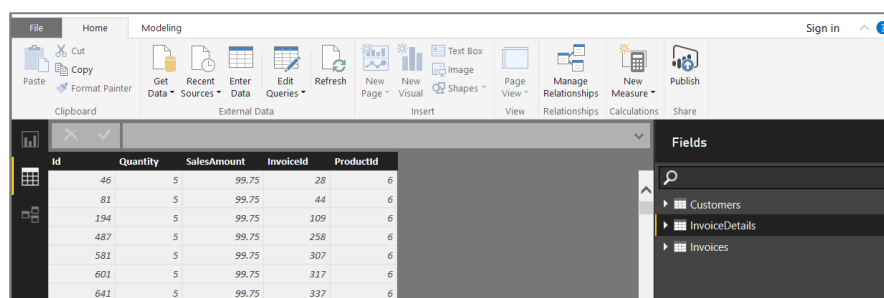 File Home Modeling Sign in
Cut
Copy
Format Painter
Paste
Clipboard
Get Data
Recent Sources
Enter Data
Edit Queries
Refresh
External Data
New Page
New Visual
Text Box
Image
Shapes
Insert
Page View
View
Manage Relationships
Relationships
New Measure
Calculations
Publish
Share
Id Quantity SalesAmount InvoiceId ProductId
46 5 99.75 28 6
81 5 99.75 44 6
194 5 99.75 109 6
487 5 99.75 258 6
581 5 99.75 307 6
601 5 99.75 317 6
641 5 99.75 337 6
Fields
Customers
InvoiceDetails
Invoices